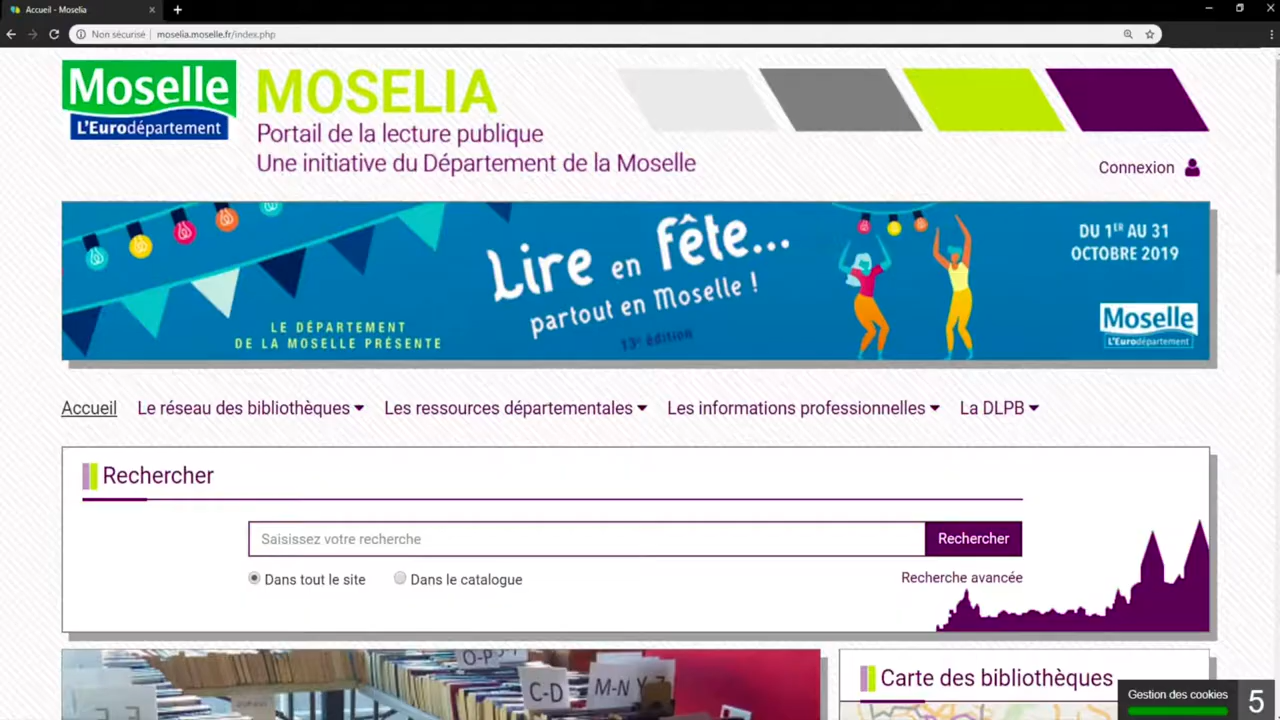 Accueil - Moselia
Non sécurisé | moselia.moselle.fr/index.php
Moselle
L'Eurodépartement
MOSELIA
Portail de la lecture publique
Une initiative du Département de la Moselle
Connexion
LE DÉPARTEMENT
DE LA MOSELLE PRÉSENTE
Lire en fête...
partout en Moselle !
13e édition
DU 1ER AU 31
OCTOBRE 2019
Moselle
L'Eurodépartement
Accueil Le réseau des bibliothèques Les ressources départementales Les informations professionnelles La DLPB
Rechercher
Saisissez votre recherche Rechercher
Dans tout le site Dans le catalogue Recherche avancée
O-P
C-D
M-N
Carte des bibliothèques
Gestion des cookies 5